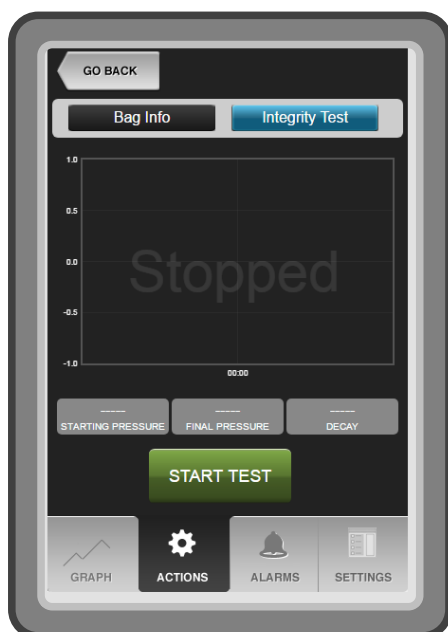 GO BACK
Bag Info Integrity Test
1.0
0.5
0.0
-0.5
-1.0
Stopped
00:00
----- ----- -----
STARTING PRESSURE FINAL PRESSURE DECAY
START TEST
GRAPH ACTIONS ALARMS SETTINGS